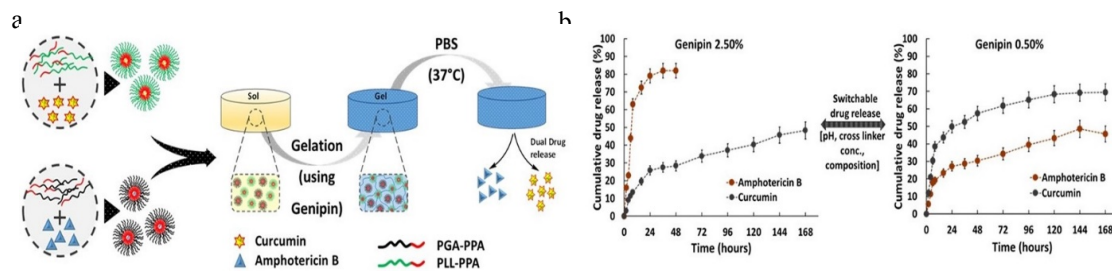 a
Sol
Gel
PBS
(37°C)
Gelation
(using
Genipin)
Dual Drug
release
Curcumin
Amphotericin B
PGA-PPA
PLL-PPA
b
Genipin 2.50%
Cumulative drug release (%)
100
90
80
70
60
50
40
30
20
10
0
Amphotericin B
Curcumin
0 24 48 72 96 120 144 168
Time (hours)
Switchable
drug release
[pH, cross linker
conc.,
composition]
Genipin 0.50%
Cumulative drug release (%)
100
90
80
70
60
50
40
30
20
10
0
Amphotericin B
Curcumin
0 24 48 72 96 120 144 168
Time (hours)